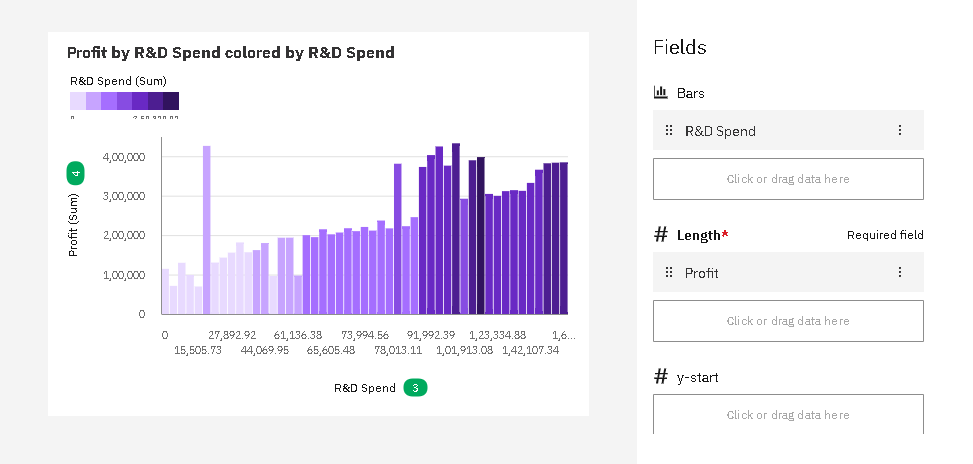 Profit by R&D Spend colored by R&D Spend
R&D Spend (Sum)
4,00,000
3,00,000
2,00,000
1,00,000
0
Profit (Sum) 4
0 27,892.92 61,136.38 73,994.56 91,992.39 1,23,334.88 1,6...
15,505.73 44,069.95 65,605.48 78,013.11 1,01,913.08 1,42,107.34
R&D Spend 3
Fields
Bars
R&D Spend
Click or drag data here
# Length* Required field
Profit
Click or drag data here
# y-start
Click or drag data here